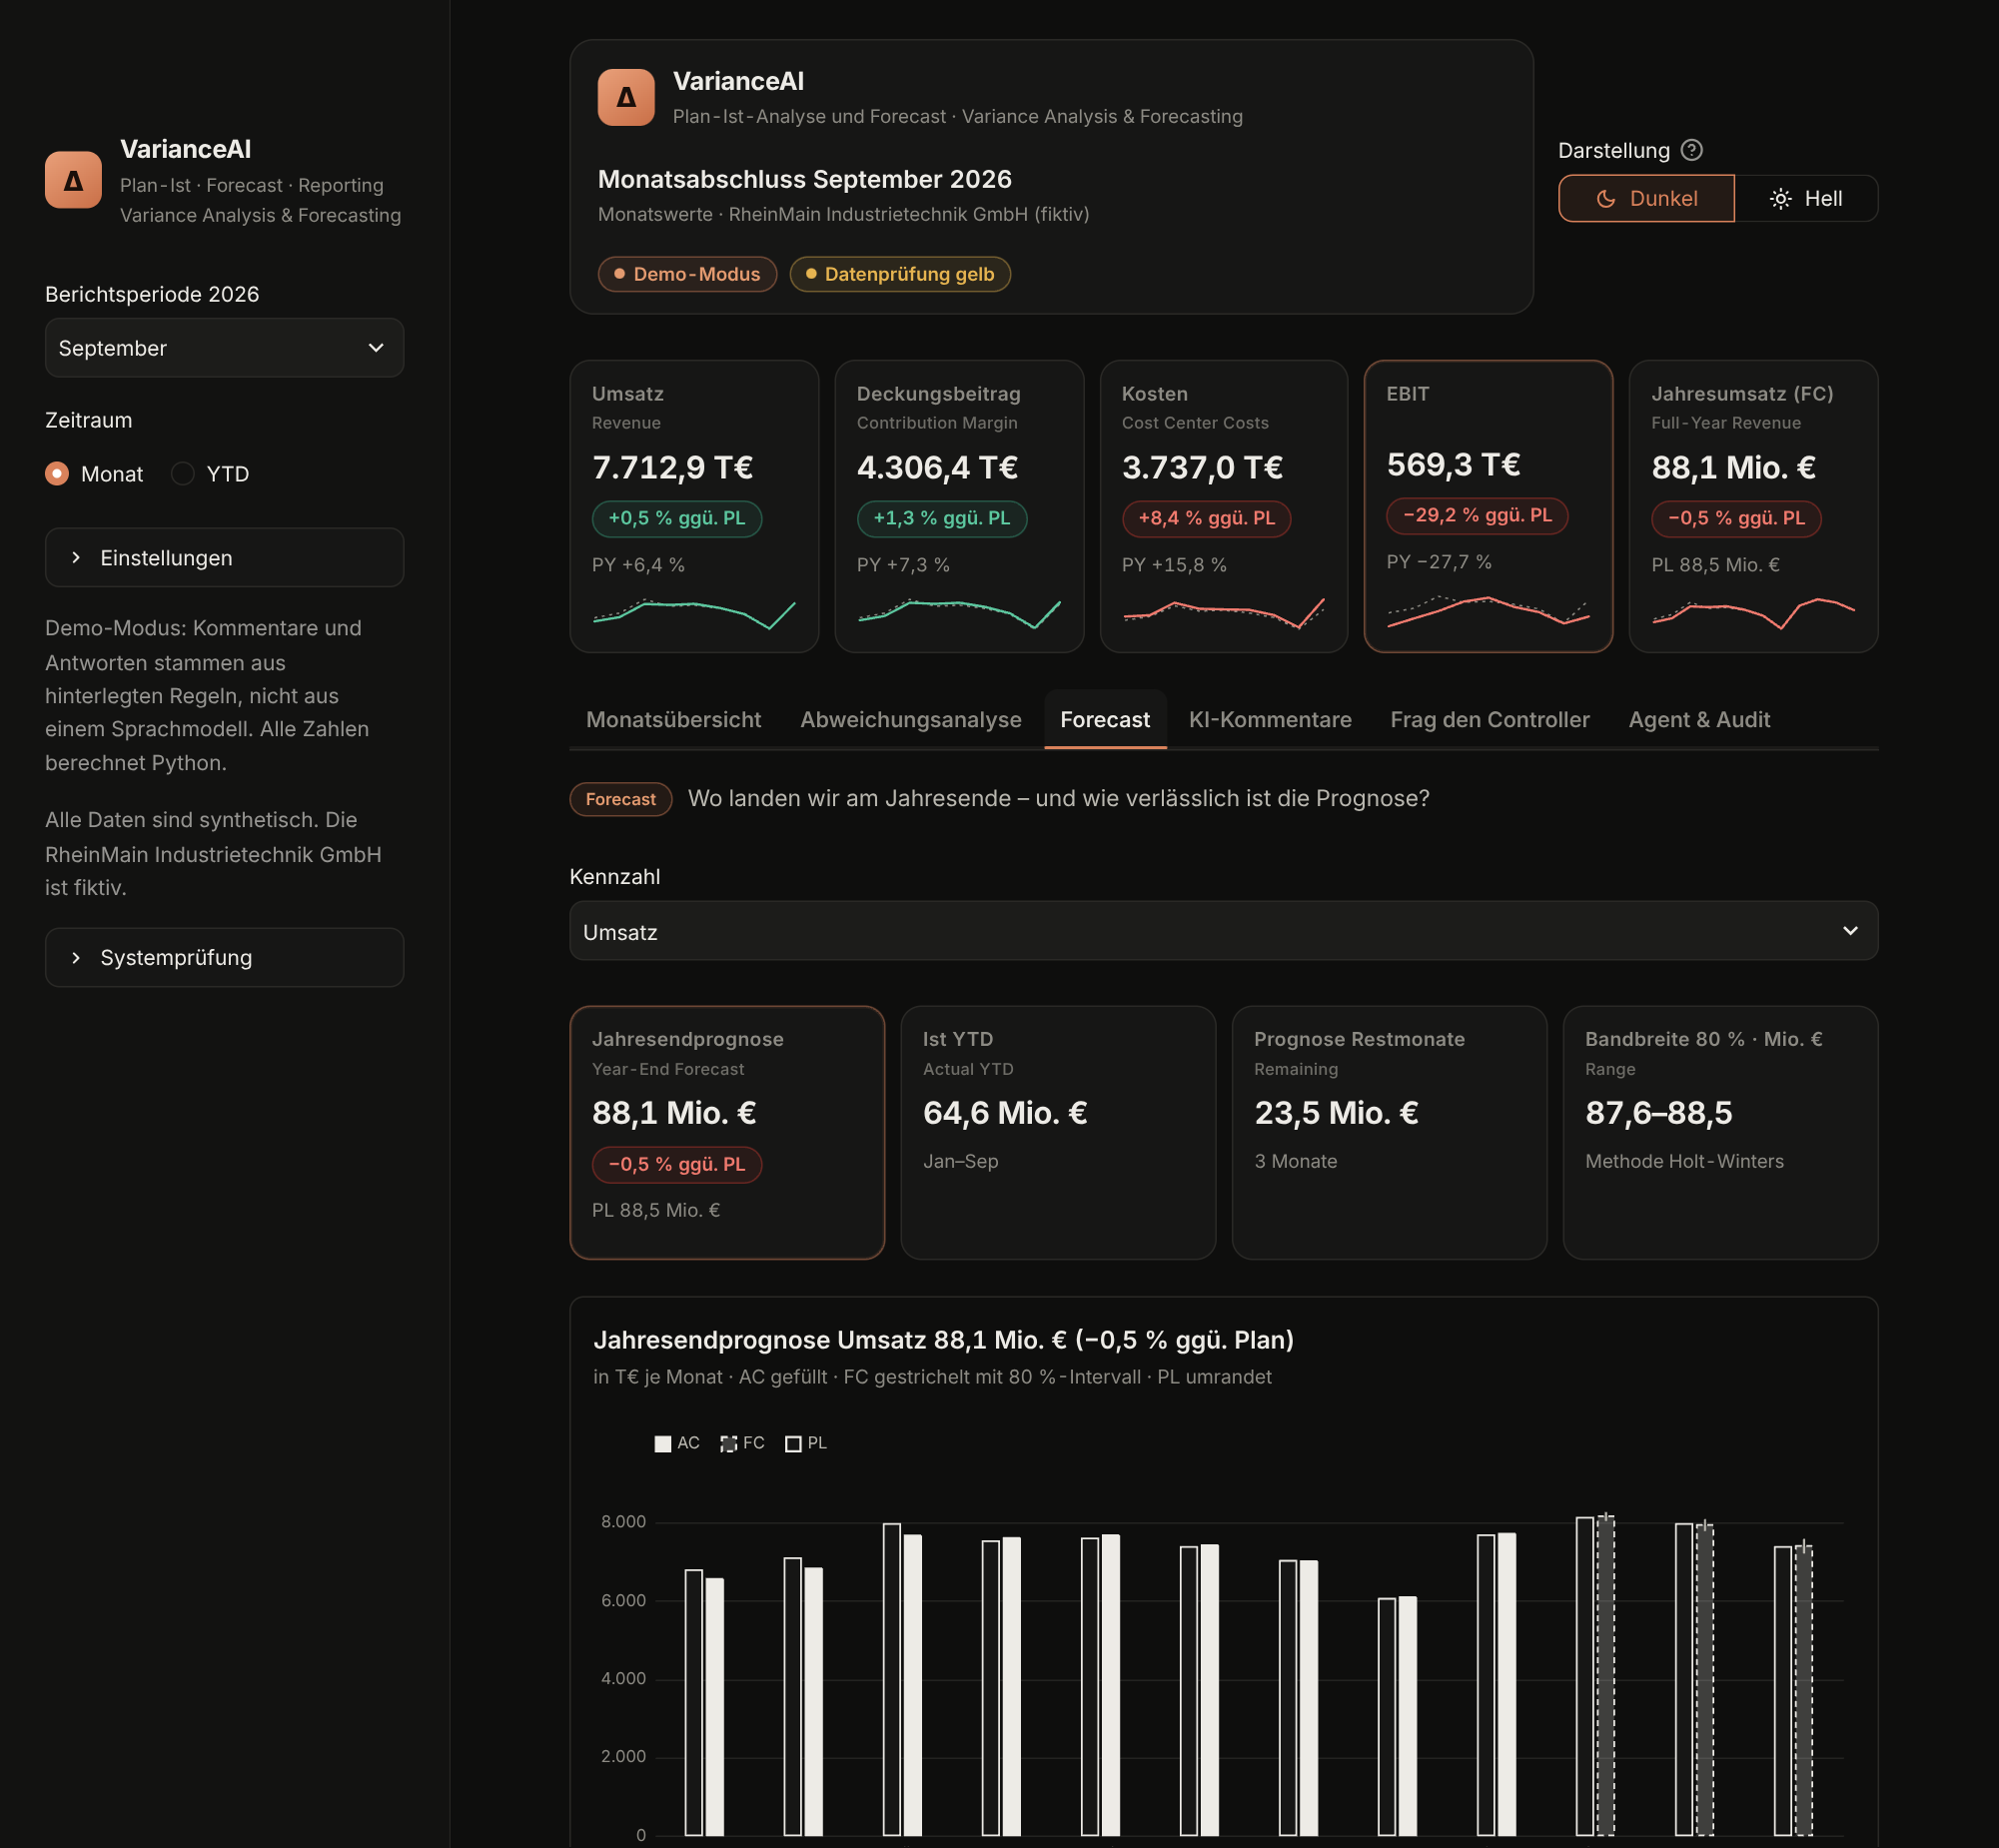 VarianceAI
Plan-Ist · Forecast · Reporting
Variance Analysis & Forecasting
Berichtsperiode 2026
September
Zeitraum
Monat
YTD
Einstellungen
Demo-Modus: Kommentare und
Antworten stammen aus
hinterlegten Regeln, nicht aus
einem Sprachmodell. Alle Zahlen
berechnet Python.
Alle Daten sind synthetisch. Die
RheinMain Industrietechnik GmbH
ist fiktiv.
Systemprüfung
VarianceAI
Plan-Ist-Analyse und Forecast · Variance Analysis & Forecasting
Monatsabschluss September 2026
Monatswerte · RheinMain Industrietechnik GmbH (fiktiv)
Demo-Modus
Datenprüfung gelb
Darstellung
Dunkel
Hell
Umsatz
Revenue
7.712,9 T€
+0,5 % ggü. PL
PY +6,4 %
Deckungsbeitrag
Contribution Margin
4.306,4 T€
+1,3 % ggü. PL
PY +7,3 %
Kosten
Cost Center Costs
3.737,0 T€
+8,4 % ggü. PL
PY +15,8 %
EBIT
569,3 T€
−29,2 % ggü. PL
PY −27,7 %
Jahresumsatz (FC)
Full-Year Revenue
88,1 Mio. €
−0,5 % ggü. PL
PL 88,5 Mio. €
Monatsübersicht
Abweichungsanalyse
Forecast
KI-Kommentare
Frag den Controller
Agent & Audit
Forecast
Wo landen wir am Jahresende – und wie verlässlich ist die Prognose?
Kennzahl
Umsatz
Jahresendprognose
Year-End Forecast
88,1 Mio. €
−0,5 % ggü. PL
PL 88,5 Mio. €
Ist YTD
Actual YTD
64,6 Mio. €
Jan–Sep
Prognose Restmonate
Remaining
23,5 Mio. €
3 Monate
Bandbreite 80 % · Mio. €
Range
87,6–88,5
Methode Holt-Winters
Jahresendprognose Umsatz 88,1 Mio. € (−0,5 % ggü. Plan)
in T€ je Monat · AC gefüllt · FC gestrichelt mit 80 %-Intervall · PL umrandet
AC
FC
PL
8.000
6.000
4.000
2.000
0